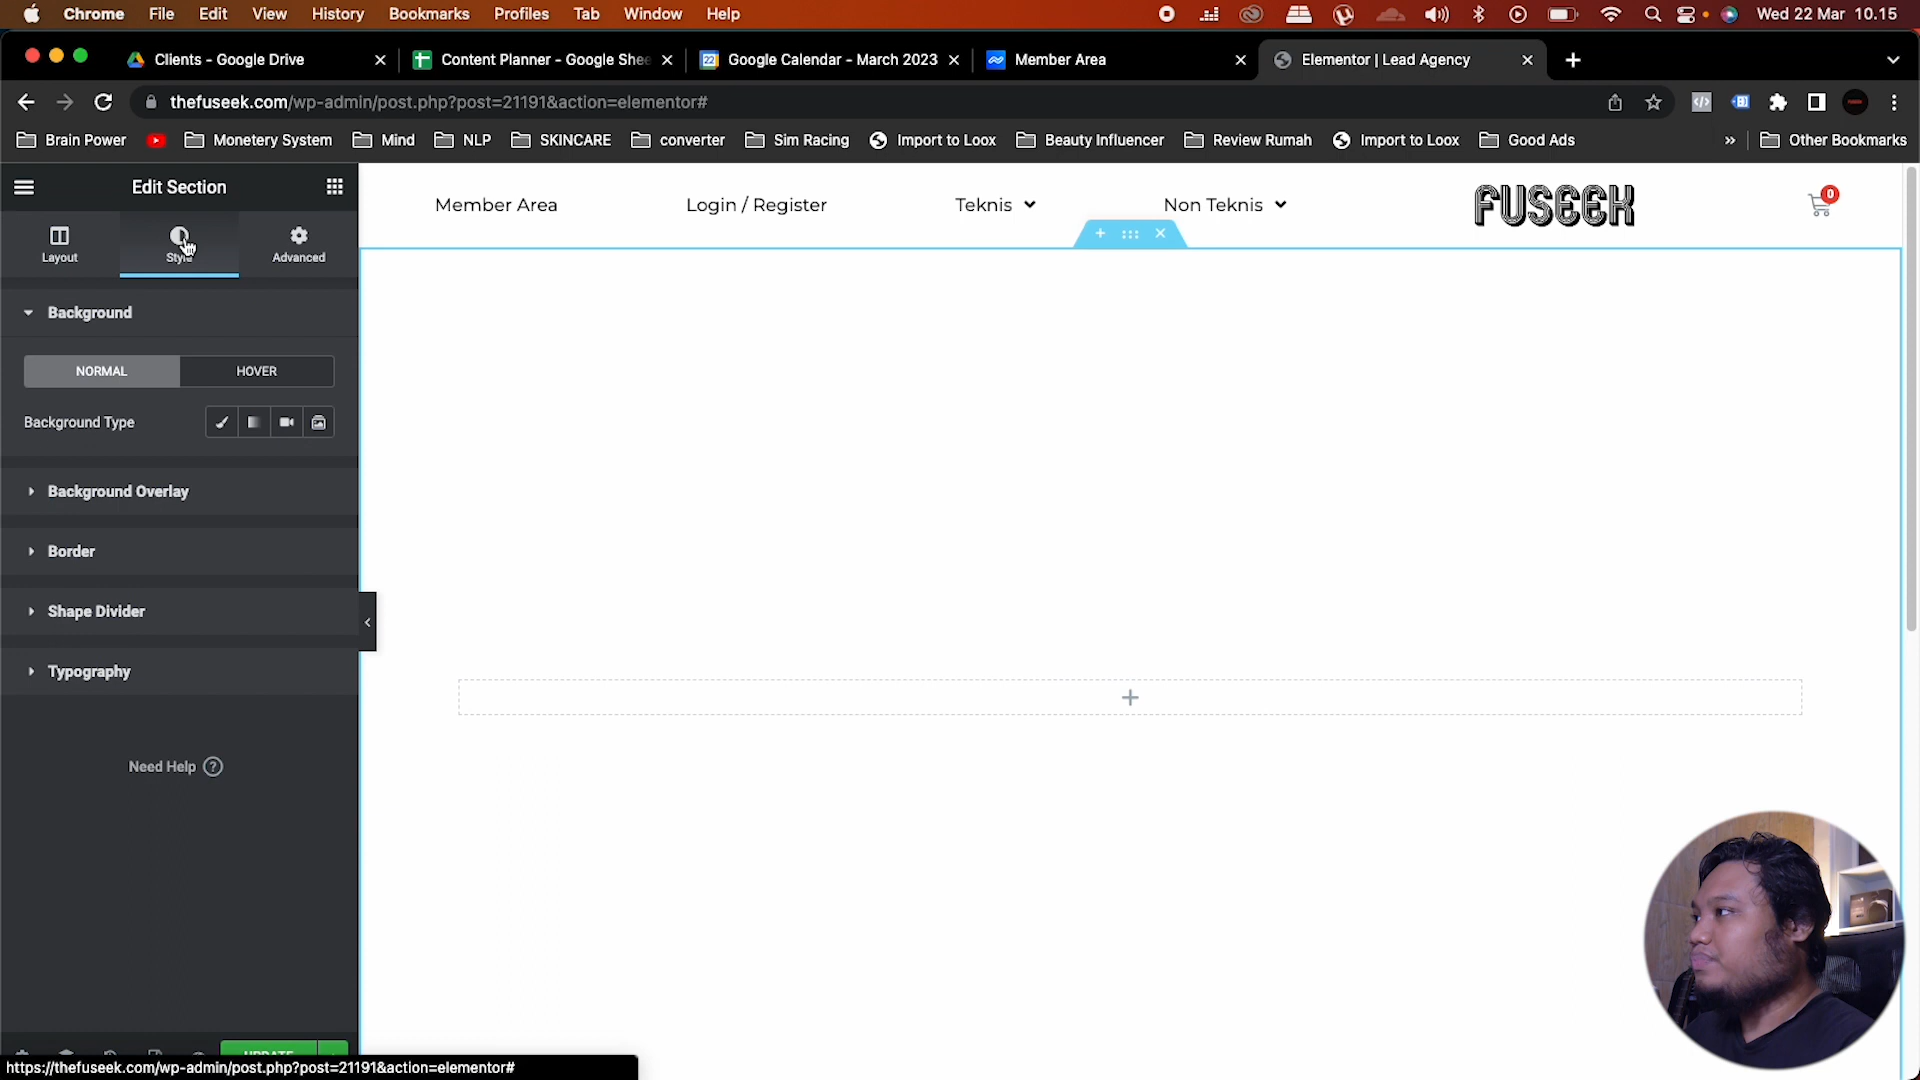 Chrome File Edit View History Bookmarks Profiles Tab Window Help Wed 22 Mar 10.15
Clients - Google Drive Content Planner - Google Shee 22 Google Calendar - March 2023 Member Area Elementor | Lead Agency
thefuseek.com/wp-admin/post.php?post=21191&action=elementor#
Brain Power Monetery System Mind NLP SKINCARE converter Sim Racing Import to Loox Beauty Influencer Review Rumah Import to Loox Good Ads » Other Bookmarks
Edit Section
Member Area Login / Register Teknis Non Teknis FUSEEK 0
Layout Style Advanced
Background
NORMAL HOVER
Background Type
Background Overlay
Border
Shape Divider
Typography
Need Help ?
UPDATE
https://thefuseek.com/wp-admin/post.php?post=21191&action=elementor#